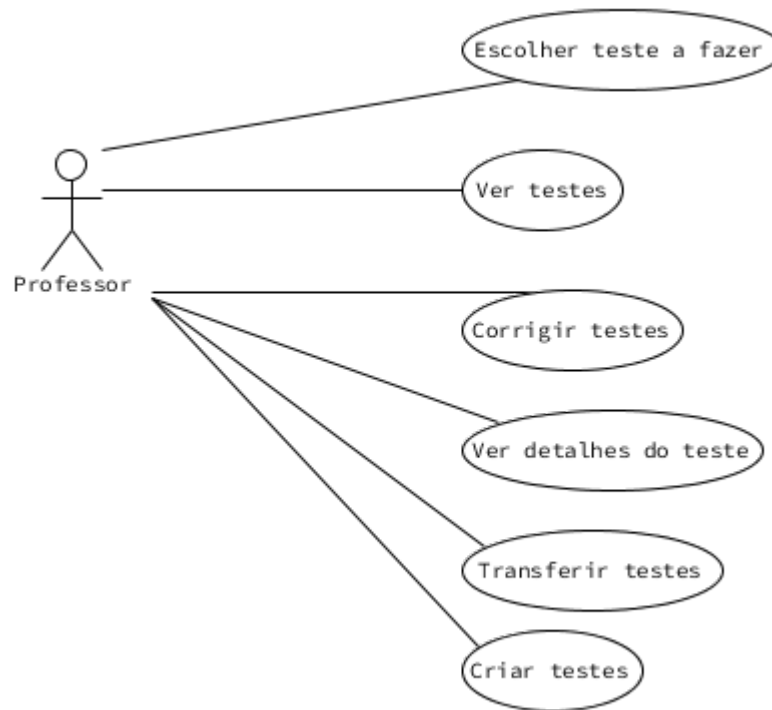 Escolher teste a fazer
Ver testes
Professor
Corrigir testes
Ver detalhes do teste
Transferir testes
Criar testes